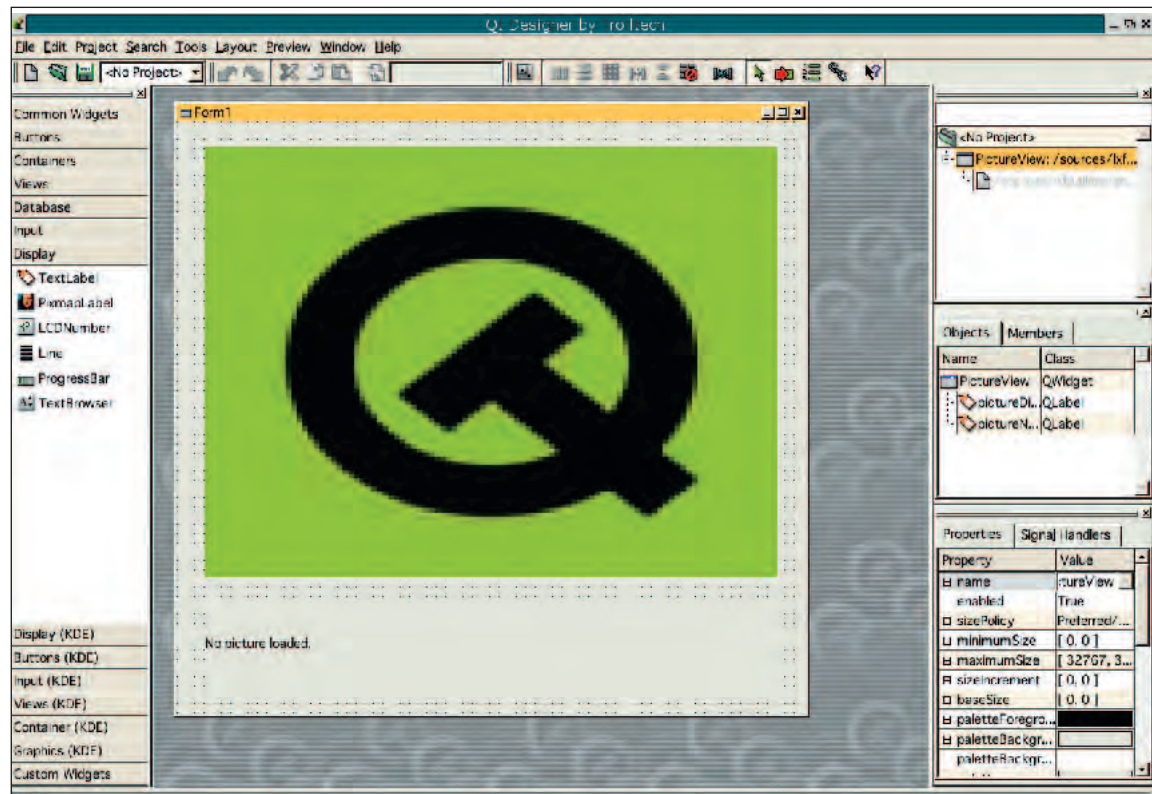 Qt Designer by Trolltech
File Edit Project Search Tools Layout Preview Window Help
<No Project>
Common Widgets
Buttons
Containers
Views
Database
Input
Display
TextLabel
PixmapLabel
LCDNumber
Line
ProgressBar
TextBrowser
Display (KDE)
Buttons (KDE)
Input (KDE)
Views (KDE)
Container (KDE)
Graphics (KDE)
Custom Widgets
Form1
No picture loaded.
<No Project>
PictureView: /sources/lxf...
Objects Members
Name Class
PictureView QWidget
pictureDi... QLabel
pictureN... QLabel
Properties Signal Handlers
Property Value
name tureView
enabled True
sizePolicy Preferred/...
minimumSize [ 0, 0 ]
maximumSize [ 32767, 3...
sizeIncrement [ 0, 0 ]
baseSize [ 0, 0 ]
paletteForegro...
paletteBackgr...
paletteBackgr...